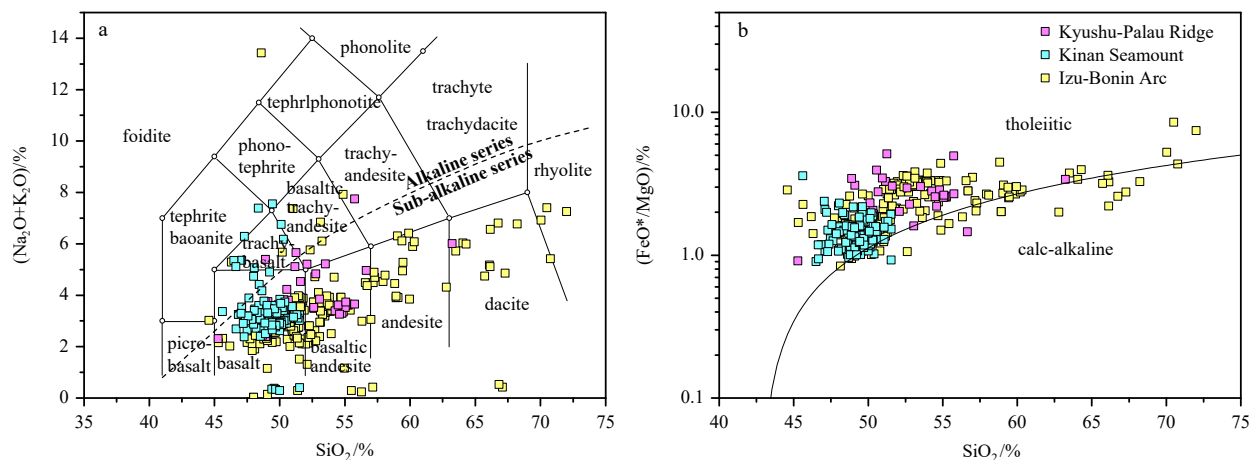 a
phonolite
tephrlphonotite
trachyte
foidite
trachydacite
phono-
tephrite
trachy-
andesite
Alkaline series
Sub-alkaline series
rhyolite
basaltic
trachy-
andesite
tephrite
baoanite
trachy-
basalt
dacite
andesite
picro-
basalt
basalt
basaltic
andesite
(Na2O+K2O)/%
0
2
4
6
8
10
12
14
35
40
45
50
55
60
65
70
75
SiO2/%
b
Kyushu-Palau Ridge
Kinan Seamount
Izu-Bonin Arc
tholeiitic
calc-alkaline
(FeO*/MgO)/%
10.0
1.0
0.1
40
45
50
55
60
65
70
75
SiO2/%